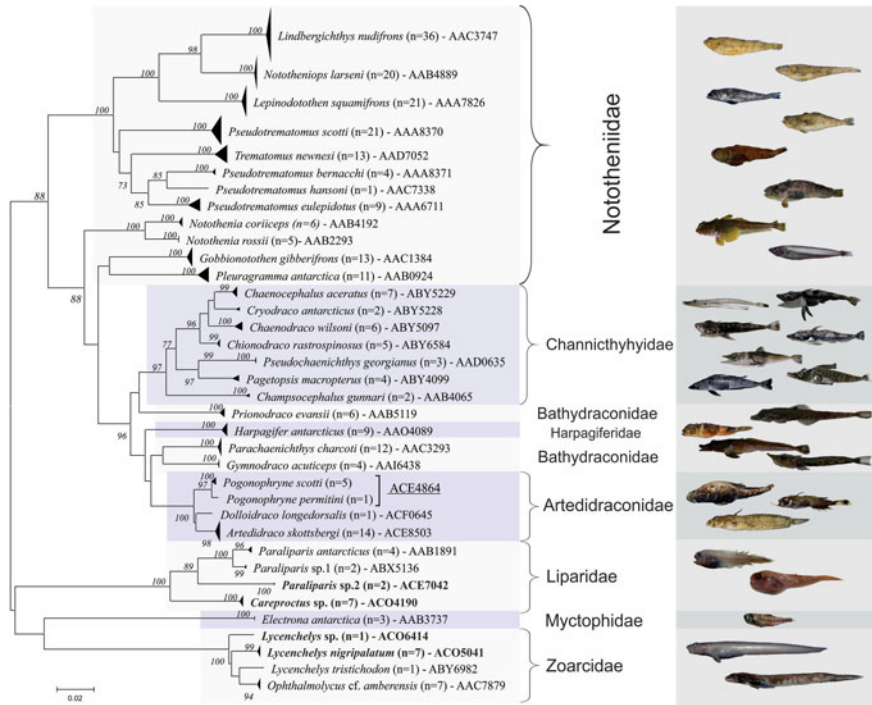 Lindbergichthys nudifrons (n=36) - AAC3747
Nototheniops larseni (n=20) - AAB4889
Lepinodotothen squamifrons (n=21) - AAA7826
Pseudotrematomus scotti (n=21) - AAA8370
Trematomus newnesi (n=13) - AAD7052
Pseudotrematomus bernacchi (n=4) - AAA8371
Pseudotrematomus hansoni (n=1) - AAC7338
Pseudotrematomus eulepidotus (n=9) - AAA6711
Notothenia coriiceps (n=6) - AAB4192
Notothenia rossii (n=5)- AAB2293
Gobbionotothen gibberifrons (n=13) - AAC1384
Pleuragramma antarctica (n=11) - AAB0924
Nototheniidae
Chaenocephalus aceratus (n=7) - ABY5229
Cryodraco antarcticus (n=2) - ABY5228
Chaenodraco wilsoni (n=6) - ABY5097
Chionodraco rastrospinosus (n=5) - ABY6584
Pseudochaenichthys georgianus (n=3) - AAD0635
Pagetopsis macropterus (n=4) - ABY4099
Champsocephalus gunnari (n=2) - AAB4065
Channicthyhyidae
Prionodraco evansii (n=6) - AAB5119
Bathydraconidae
Harpagifer antarcticus (n=9) - AAO4089
Harpagiferidae
Parachaenichthys charcoti (n=12) - AAC3293
Gymnodraco acuticeps (n=4) - AAI6438
Bathydraconidae
Pogonophryne scotti (n=5)
Pogonophryne permitini (n=1)
ACE4864
Dolloidraco longedorsalis (n=1) - ACF0645
Artedidraco skottsbergi (n=14) - ACE8503
Artedidraconidae
Paraliparis antarcticus (n=4) - AAB1891
Paraliparis sp.1 (n=2) - ABX5136
Paraliparis sp.2 (n=2) - ACE7042
Careproctus sp. (n=7) - ACO4190
Liparidae
Electrona antarctica (n=3) - AAB3737
Myctophidae
Lycenchelys sp. (n=1) - ACO6414
Lycenchelys nigripalatum (n=7) - ACO5041
Lycenchelys tristichodon (n=1) - ABY6982
Ophthalmolycus cf. amberensis (n=7) - AAC7879
Zoarcidae
100
98
100
100
100
100
100
100
73
85
85
100
88
100
100
100
100
88
99
96
100
77
99
99
97
97
100
100
100
100
96
100
97
100
98
96
100
99
89
100
100
100
99
100
94
0.02